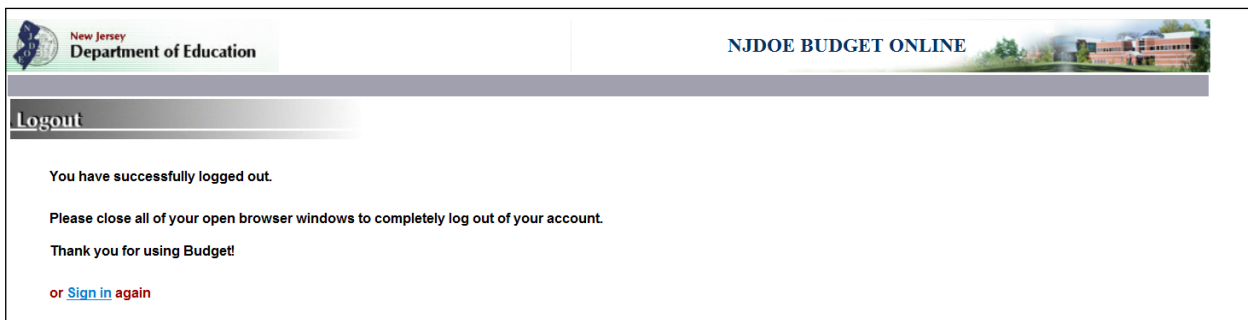 New Jersey
Department of Education
NJDOE BUDGET ONLINE
Logout
You have successfully logged out.
Please close all of your open browser windows to completely log out of your account.
Thank you for using Budget!
or Sign in again